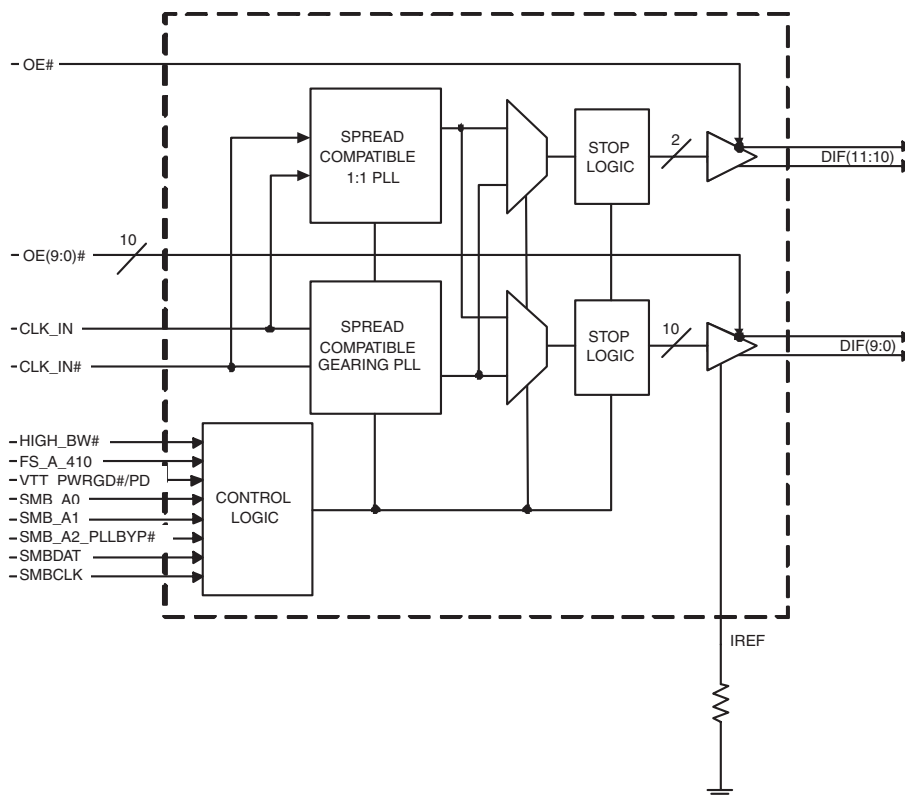 OE#
SPREAD
COMPATIBLE
1:1 PLL
STOP
LOGIC
2
DIF(11:10)
OE(9:0)#
10
CLK_IN
CLK_IN#
SPREAD
COMPATIBLE
GEARING PLL
STOP
LOGIC
10
DIF(9:0)
HIGH_BW#
FS_A_410
VTT_PWRGD#/PD
SMB_A0
SMB_A1
SMB_A2_PLLBYP#
SMBDAT
SMBCLK
CONTROL
LOGIC
IREF